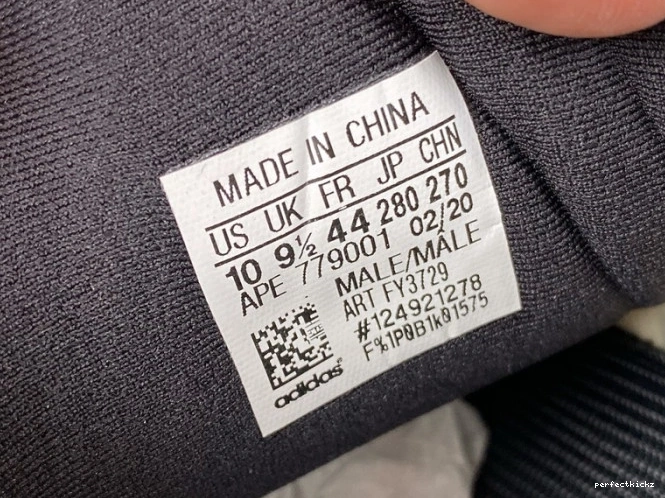 MADE IN CHINA
US UK FR JP CHN
10 9½ 44 280 270
APE 779001 02/20
MALE/MÂLE
ART FY3729
#124921278
F%1P0B1k01575
adidas®
perfectkickz